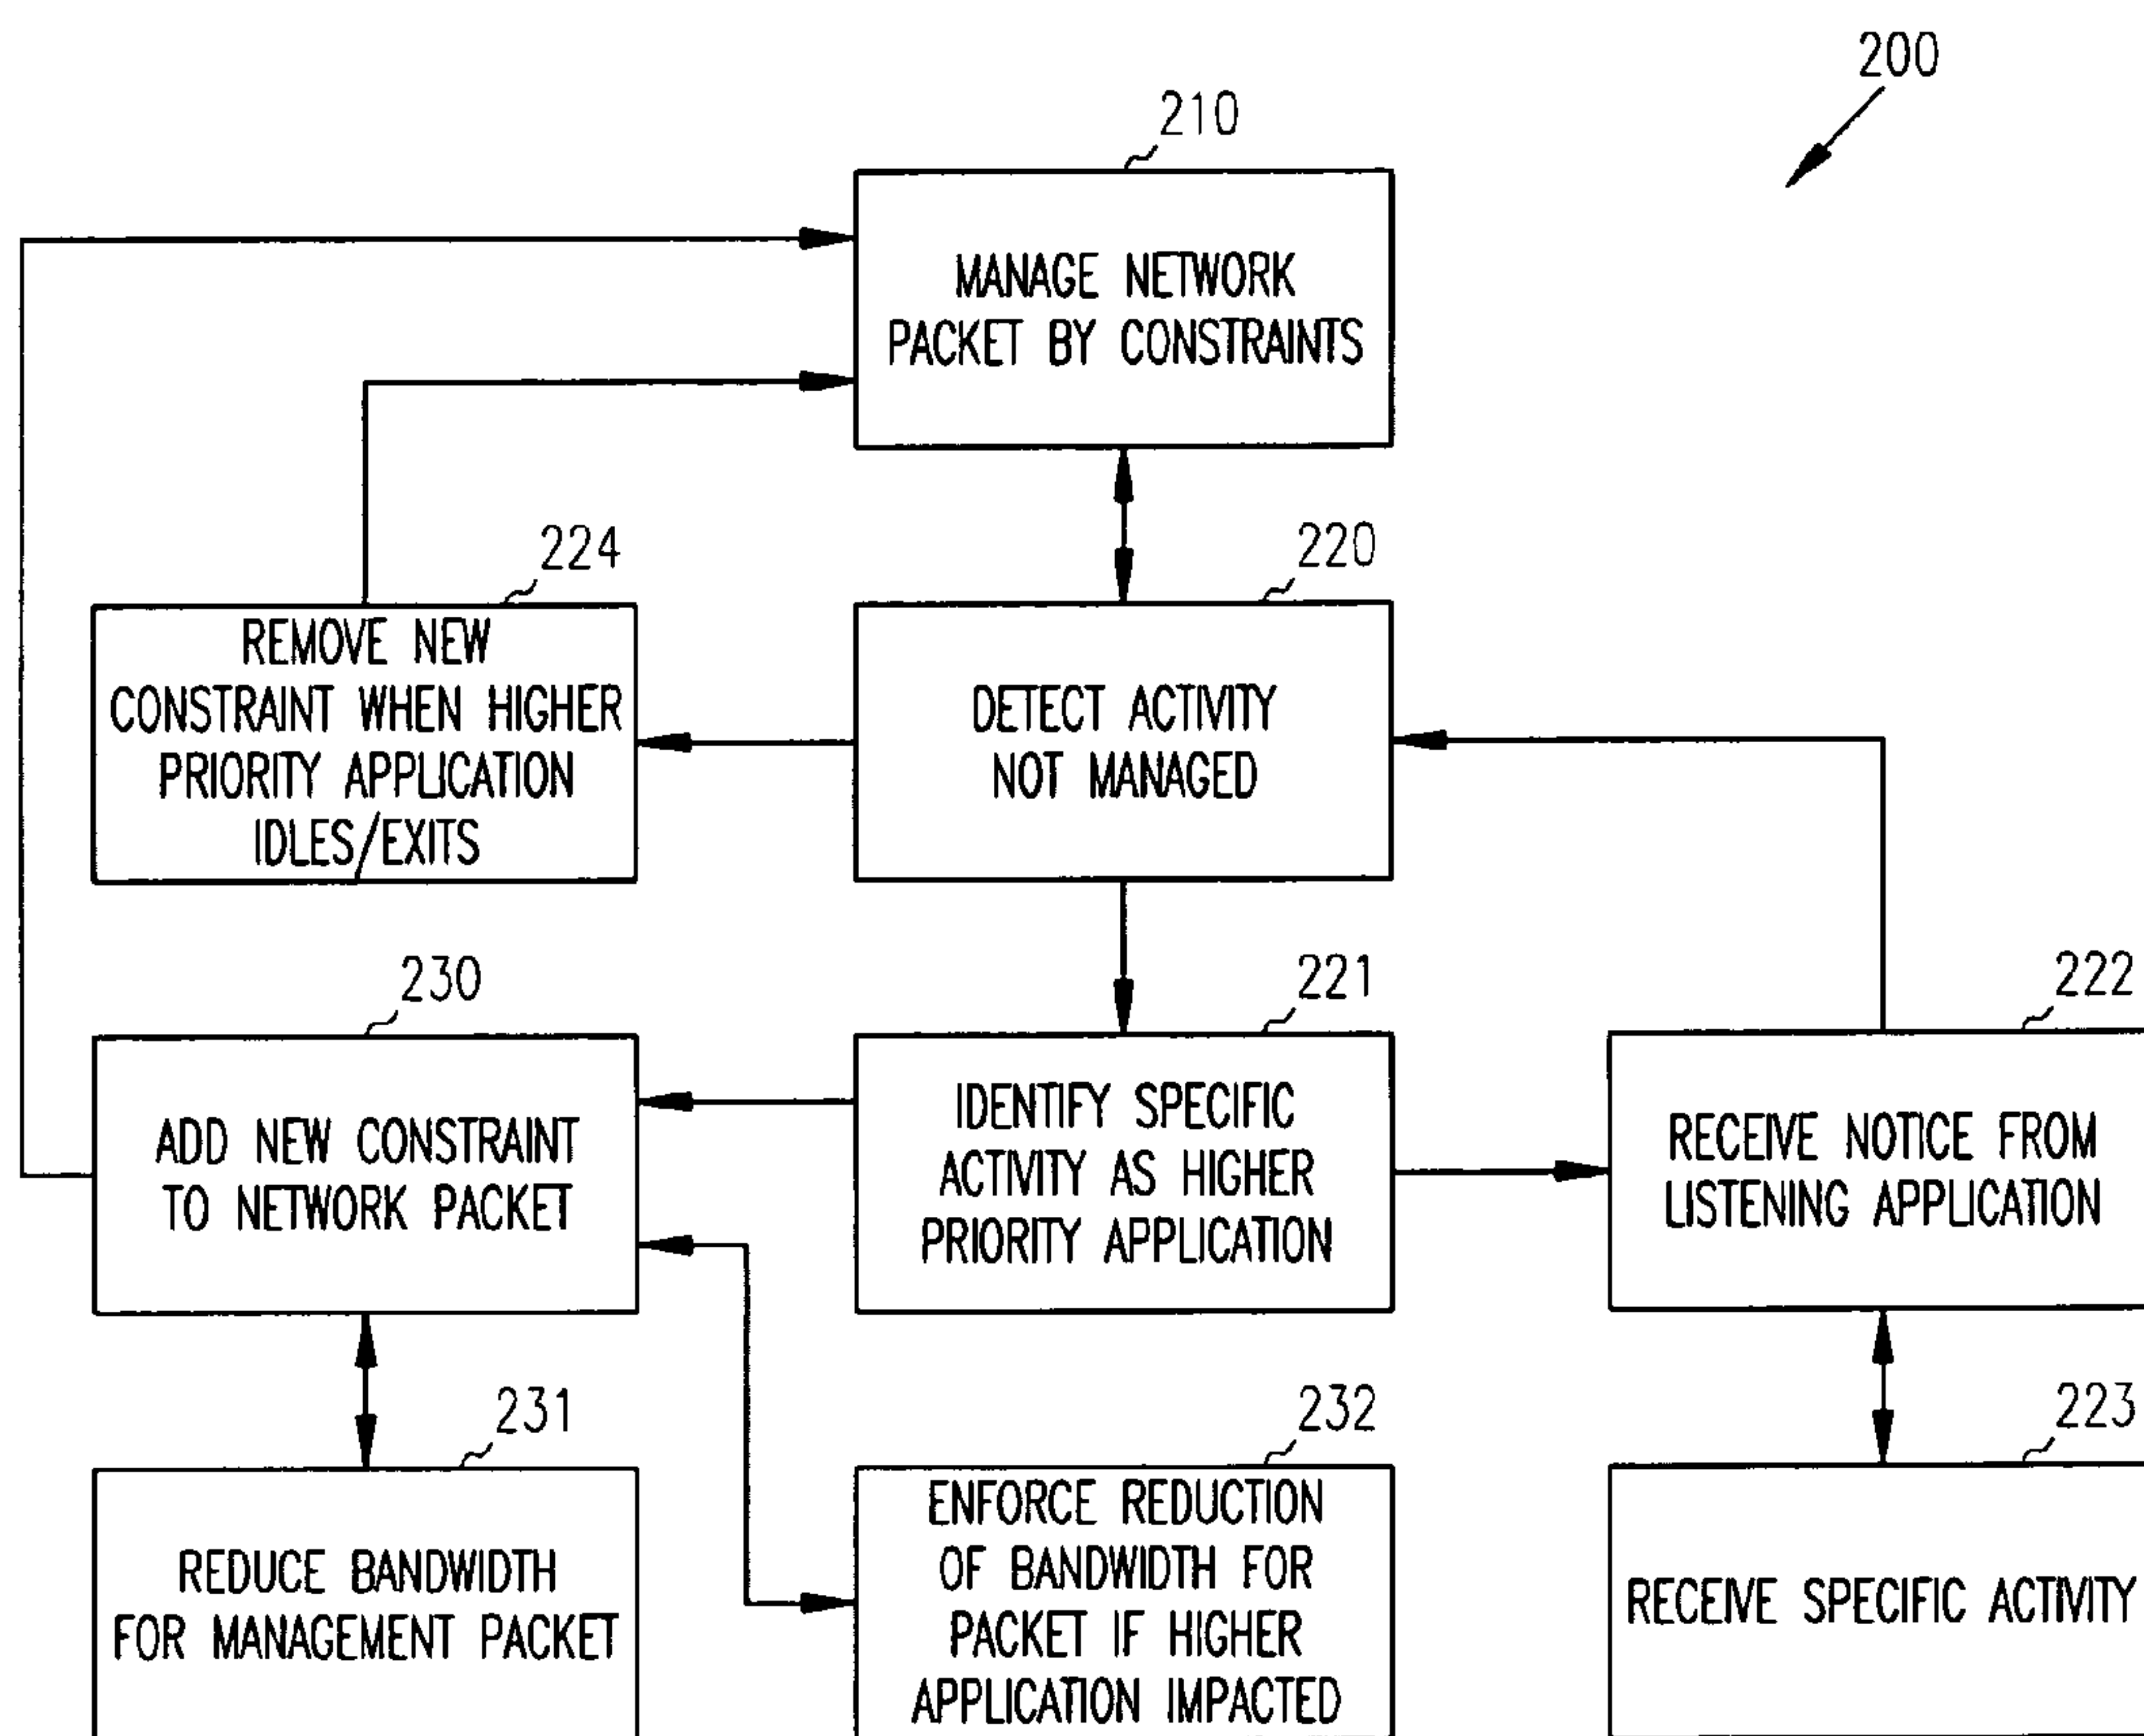 200
210
MANAGE NETWORK
PACKET BY CONSTRAINTS
224
REMOVE NEW
CONSTRAINT WHEN HIGHER
PRIORITY APPLICATION
IDLES/EXITS
220
DETECT ACTIVITY
NOT MANAGED
230
ADD NEW CONSTRAINT
TO NETWORK PACKET
221
IDENTIFY SPECIFIC
ACTIVITY AS HIGHER
PRIORITY APPLICATION
222
RECEIVE NOTICE FROM
LISTENING APPLICATION
231
REDUCE BANDWIDTH
FOR MANAGEMENT PACKET
232
ENFORCE REDUCTION
OF BANDWIDTH FOR
PACKET IF HIGHER
APPLICATION IMPACTED
223
RECEIVE SPECIFIC ACTIVITY